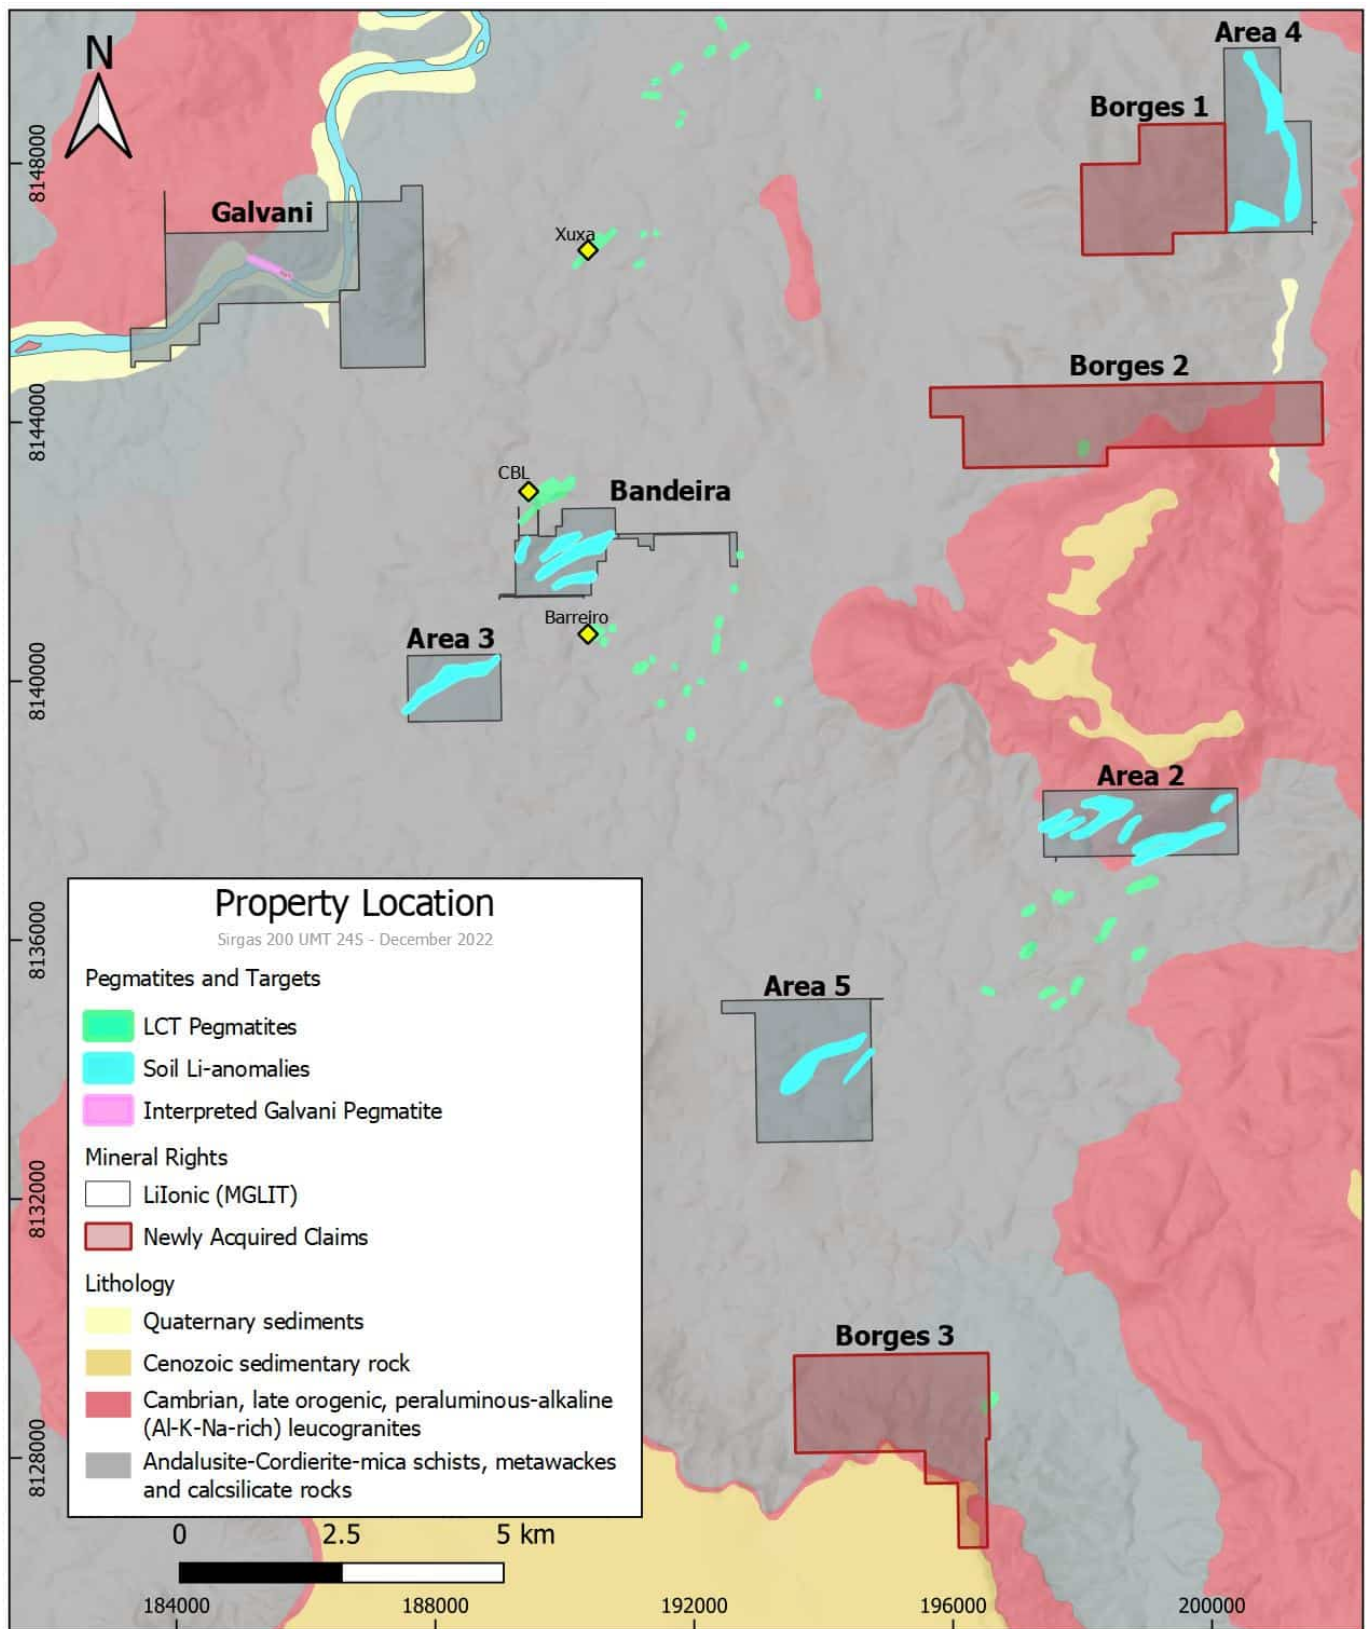 N
Area 4
Borges 1
8148000
Galvani
Xuxa
Borges 2
8144000
CBL
Bandeira
Barreiro
Area 3
8140000
Area 2
Property Location
Sirgas 200 UMT 24S - December 2022
8136000
Pegmatites and Targets
Area 5
LCT Pegmatites
Soil Li-anomalies
Interpreted Galvani Pegmatite
Mineral Rights
LiIonic (MGLIT)
8132000
Newly Acquired Claims
Lithology
Quaternary sediments
Borges 3
Cenozoic sedimentary rock
Cambrian, late orogenic, peraluminous-alkaline
(Al-K-Na-rich) leucogranites
Andalusite-Cordierite-mica schists, metawackes
and calcsilicate rocks
8128000
0 2.5 5 km
184000 188000 192000 196000 200000